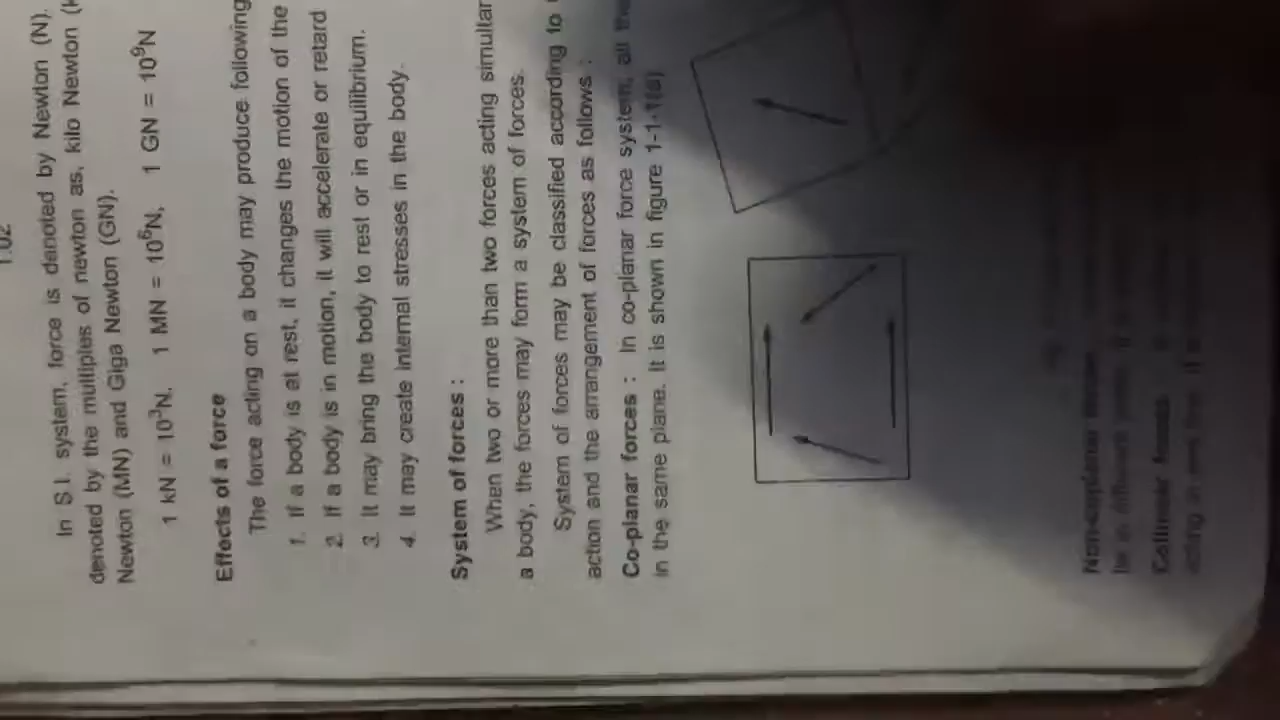 1.02
In S.I. system, force is denoted by Newton (N).
denoted by the multiples of newton as, kilo Newton
Newton (MN) and Giga Newton (GN).
1 kN = 10³N, 1 MN = 10⁶N, 1 GN = 10⁹N
Effects of a force
The force acting on a body may produce following
1. If a body is at rest, it changes the motion of the
2. If a body is in motion, it will accelerate or retard
3. It may bring the body to rest or in equilibrium.
4. It may create internal stresses in the body.
System of forces :
When two or more than two forces acting simultan
a body, the forces may form a system of forces.
System of forces may be classified according to
action and the arrangement of forces as follows :
Co-planar forces : In co-planar force system, all the
in the same plane. It is shown in figure 1-1-1(a)
Non-coplanar
Collinear forces